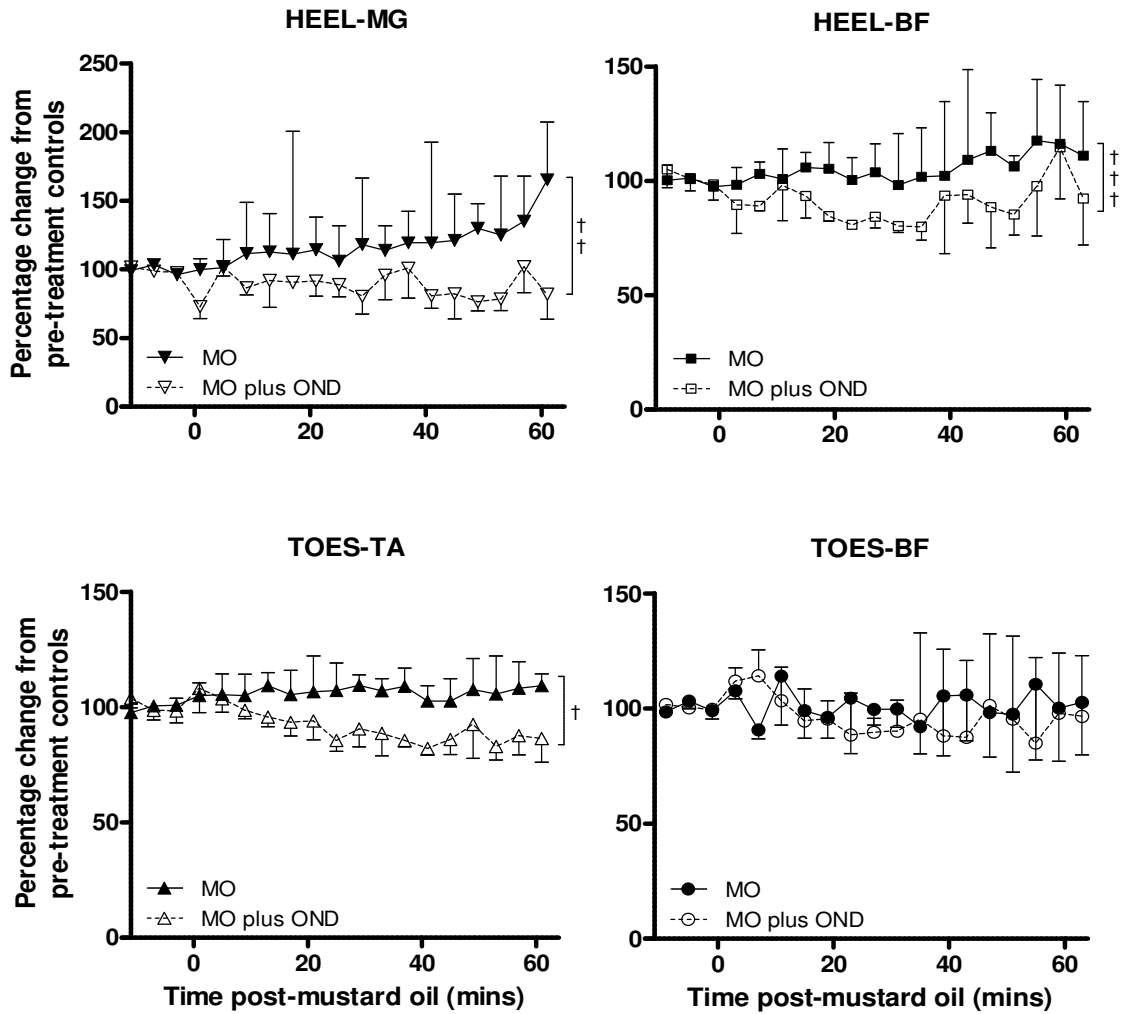 HEEL-MG
Percentage change from
pre-treatment controls
250
200
150
100
50
0
0 20 40 60
MO
MO plus OND
†
†
HEEL-BF
150
100
50
0
0 20 40 60
MO
MO plus OND
†
†
†
TOES-TA
Percentage change from
pre-treatment controls
150
100
50
0
0 20 40 60
MO
MO plus OND
†
Time post-mustard oil (mins)
TOES-BF
150
100
50
0
0 20 40 60
MO
MO plus OND
Time post-mustard oil (mins)